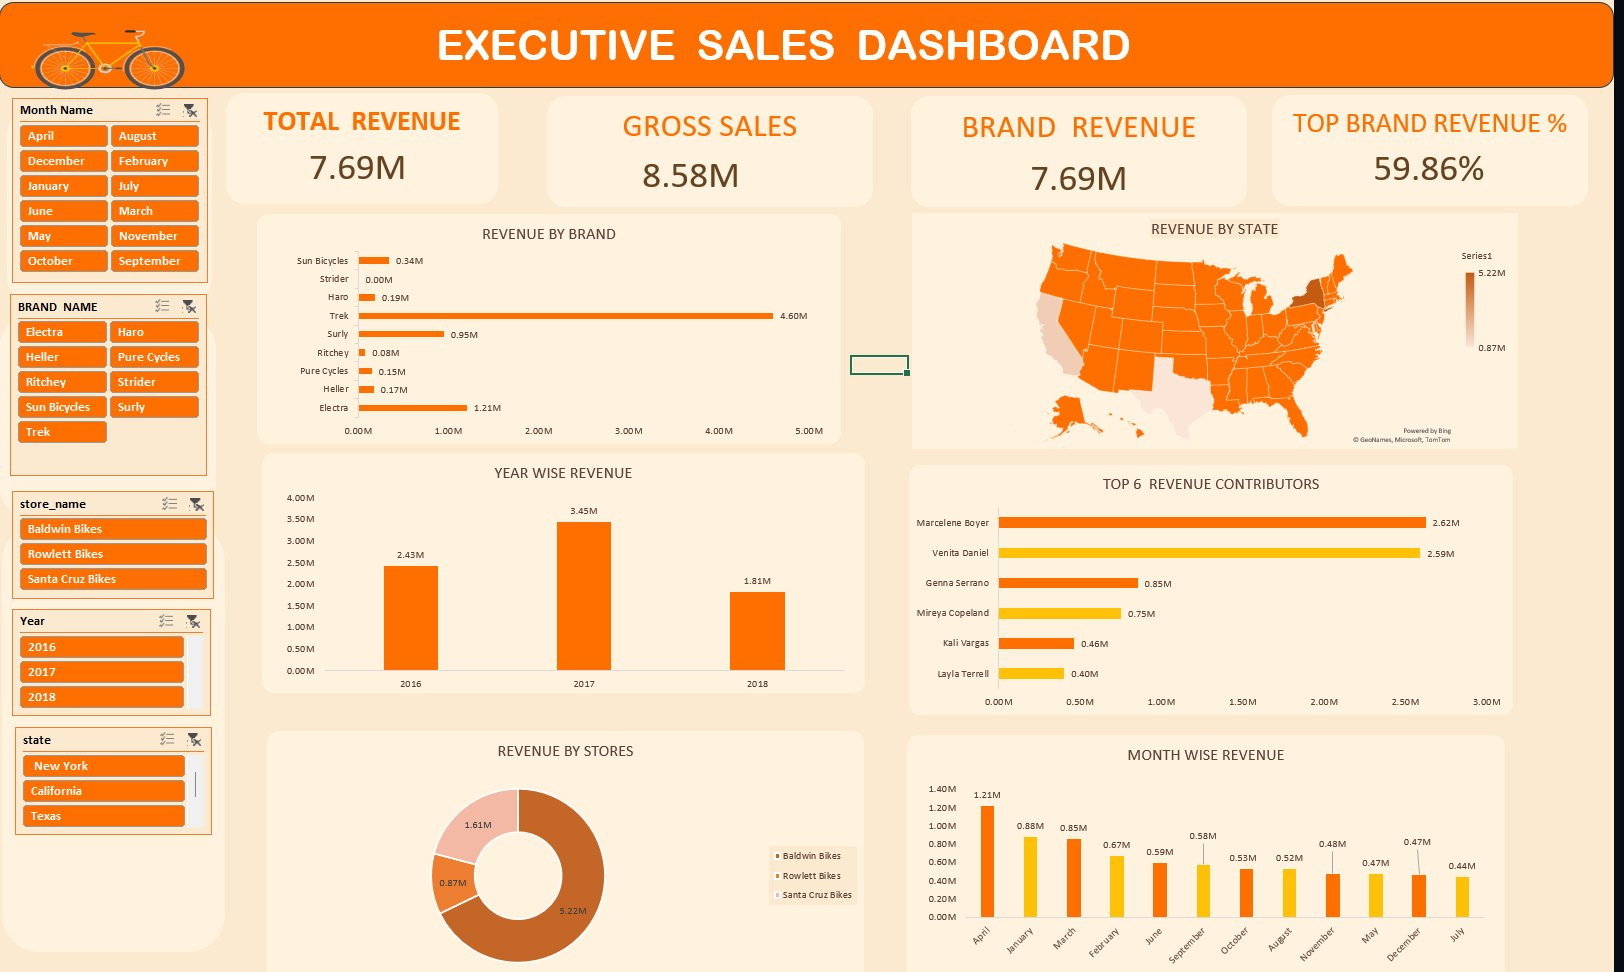 EXECUTIVE SALES DASHBOARD
Month Name
April August
December February
January July
June March
May November
October September
BRAND NAME
Electra Haro
Heller Pure Cycles
Ritchey Strider
Sun Bicycles Surly
Trek
store_name
Baldwin Bikes
Rowlett Bikes
Santa Cruz Bikes
Year
2016
2017
2018
state
New York
California
Texas
TOTAL REVENUE
7.69M
GROSS SALES
8.58M
BRAND REVENUE
7.69M
TOP BRAND REVENUE %
59.86%
REVENUE BY BRAND
Sun Bicycles 0.34M
Strider 0.00M
Haro 0.19M
Trek 4.60M
Surly 0.95M
Ritchey 0.08M
Pure Cycles 0.15M
Heller 0.17M
Electra 1.21M
0.00M 1.00M 2.00M 3.00M 4.00M 5.00M
REVENUE BY STATE
Series1
5.22M
0.87M
Powered by Bing
© GeoNames, Microsoft, TomTom
YEAR WISE REVENUE
4.00M
3.50M
3.00M
2.50M
2.00M
1.50M
1.00M
0.50M
0.00M
2.43M 3.45M 1.81M
2016 2017 2018
TOP 6 REVENUE CONTRIBUTORS
Marcelene Boyer 2.62M
Venita Daniel 2.59M
Genna Serrano 0.85M
Mireya Copeland 0.75M
Kali Vargas 0.46M
Layla Terrell 0.40M
0.00M 0.50M 1.00M 1.50M 2.00M 2.50M 3.00M
REVENUE BY STORES
1.61M
0.87M
5.22M
Baldwin Bikes
Rowlett Bikes
Santa Cruz Bikes
MONTH WISE REVENUE
1.40M
1.20M
1.00M
0.80M
0.60M
0.40M
0.20M
0.00M
1.21M 0.88M 0.85M 0.67M 0.59M 0.58M 0.53M 0.52M 0.48M 0.47M 0.47M 0.44M
April January March February June September October August November May December July